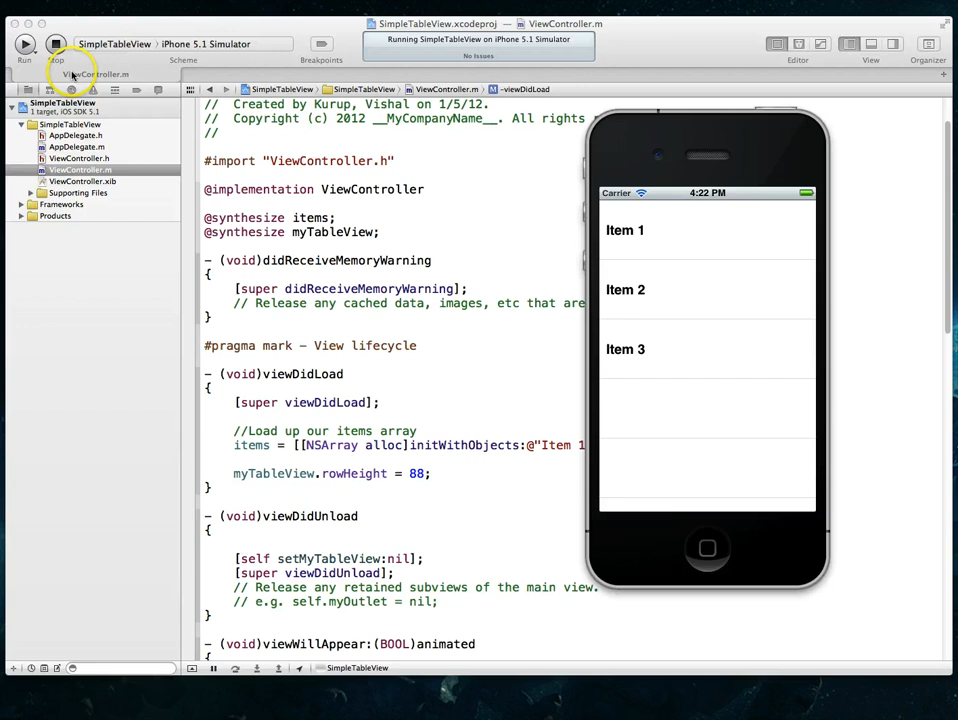 SimpleTableView.xcodeproj — ViewController.m
Run
Stop
SimpleTableView › iPhone 5.1 Simulator
Scheme
Breakpoints
Running SimpleTableView on iPhone 5.1 Simulator
No Issues
Editor
View
Organizer
ViewController.m
SimpleTableView
1 target, iOS SDK 5.1
SimpleTableView
AppDelegate.h
AppDelegate.m
ViewController.h
ViewController.m
ViewController.xib
Supporting Files
Frameworks
Products
SimpleTableView › SimpleTableView › ViewController.m › -viewDidLoad
//  Created by Kurup, Vishal on 1/5/12.
//  Copyright (c) 2012 __MyCompanyName__. All rights
//
#import "ViewController.h"
@implementation ViewController
@synthesize items;
@synthesize myTableView;
- (void)didReceiveMemoryWarning
{
[super didReceiveMemoryWarning];
// Release any cached data, images, etc that are
}
#pragma mark - View lifecycle
- (void)viewDidLoad
{
[super viewDidLoad];
//Load up our items array
items = [[NSArray alloc]initWithObjects:@"Item 1
myTableView.rowHeight = 88;
}
- (void)viewDidUnload
{
[self setMyTableView:nil];
[super viewDidUnload];
// Release any retained subviews of the main view.
// e.g. self.myOutlet = nil;
}
- (void)viewWillAppear:(BOOL)animated
{
SimpleTableView
Carrier
4:22 PM
Item 1
Item 2
Item 3